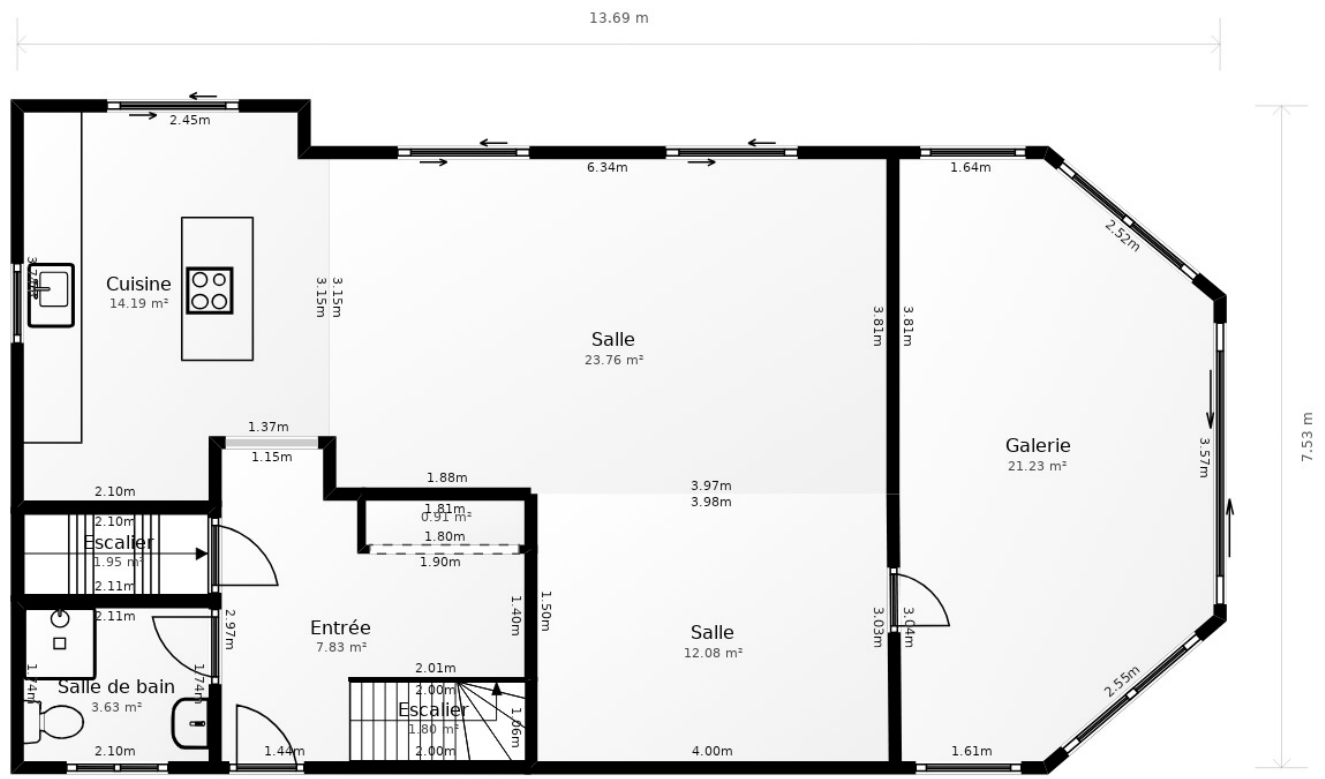 13.69 m
2.45m
6.34m
1.64m
2.52m
Cuisine
14.19 m²
3.15m
3.15m
3.81m
3.81m
Salle
23.76 m²
7.53 m
1.37m
1.15m
Galerie
21.23 m²
3.57m
2.10m
1.88m
3.97m
3.98m
1.81m
0.91 m²
1.80m
1.90m
2.10m
Escalier
1.95 m²
2.11m
2.11m
2.97m
Entrée
7.83 m²
1.40m
1.50m
Salle
12.08 m²
3.03m
3.04m
2.01m
2.00m
Escalier
1.80 m²
2.00m
1.06m
1.74m
Salle de bain
3.63 m²
1.74m
2.10m
1.44m
4.00m
1.61m
2.55m